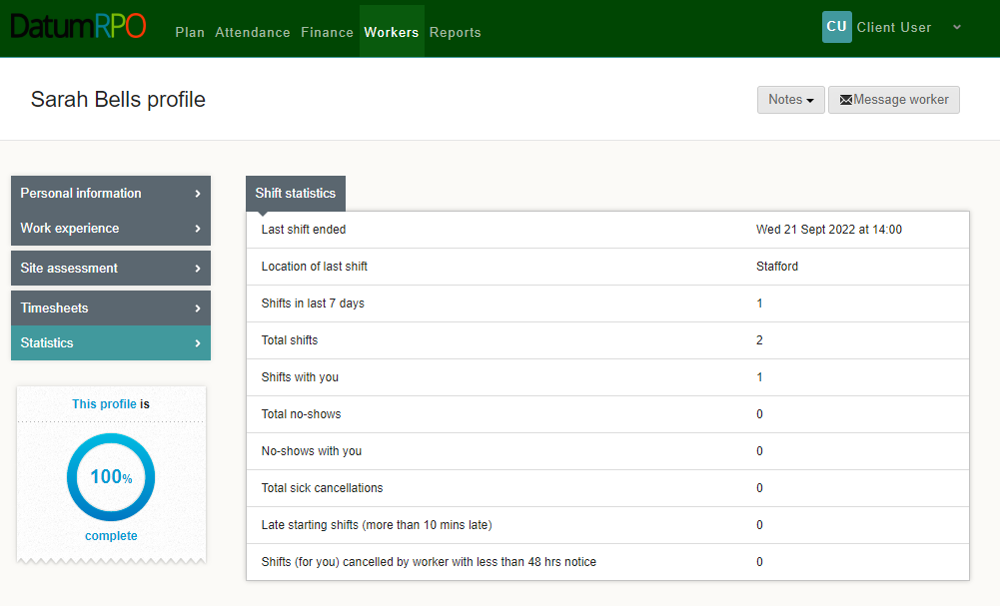 DatumRPO
Plan Attendance Finance Workers Reports
CU Client User
Sarah Bells profile
Notes Message worker
Personal information
Work experience
Site assessment
Timesheets
Statistics
This profile is
100%
complete
Shift statistics
Last shift ended Wed 21 Sept 2022 at 14:00
Location of last shift Stafford
Shifts in last 7 days 1
Total shifts 2
Shifts with you 1
Total no-shows 0
No-shows with you 0
Total sick cancellations 0
Late starting shifts (more than 10 mins late) 0
Shifts (for you) cancelled by worker with less than 48 hrs notice 0